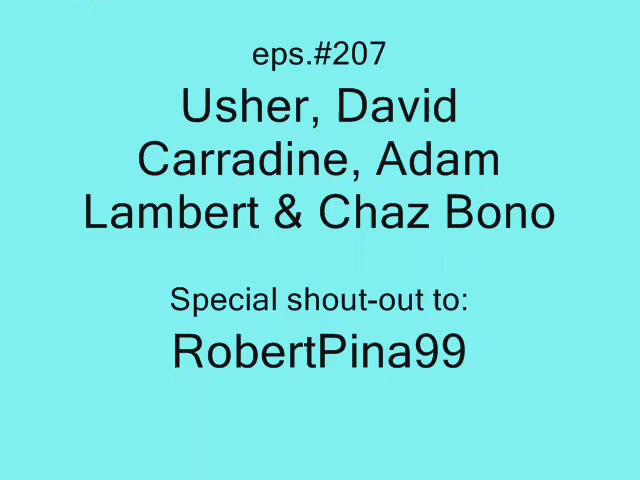 eps.#207
Usher, David
Carradine, Adam
Lambert & Chaz Bono
Special shout-out to:
RobertPina99